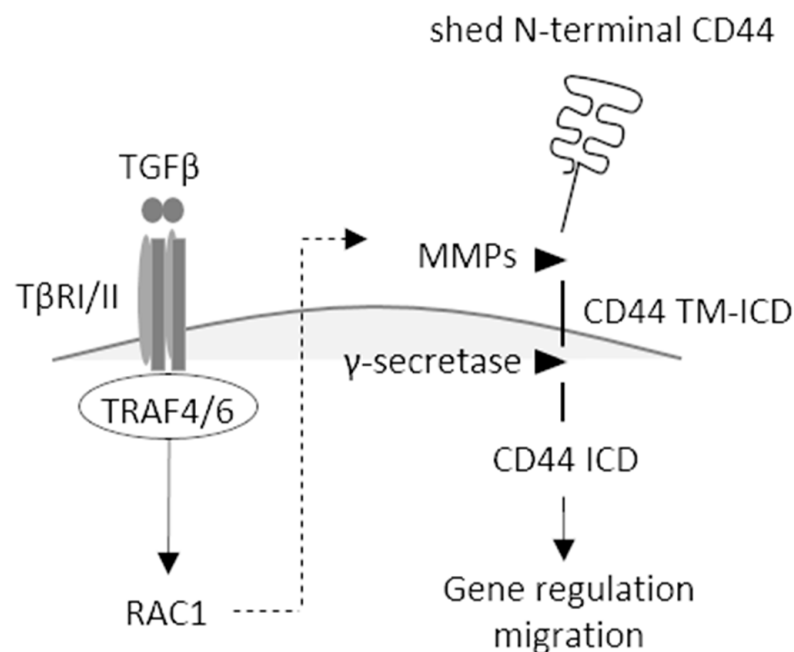 shed N-terminal CD44
TGFβ
MMPs
TβRI/II
CD44 TM-ICD
γ-secretase
TRAF4/6
CD44 ICD
RAC1
Gene regulation
migration